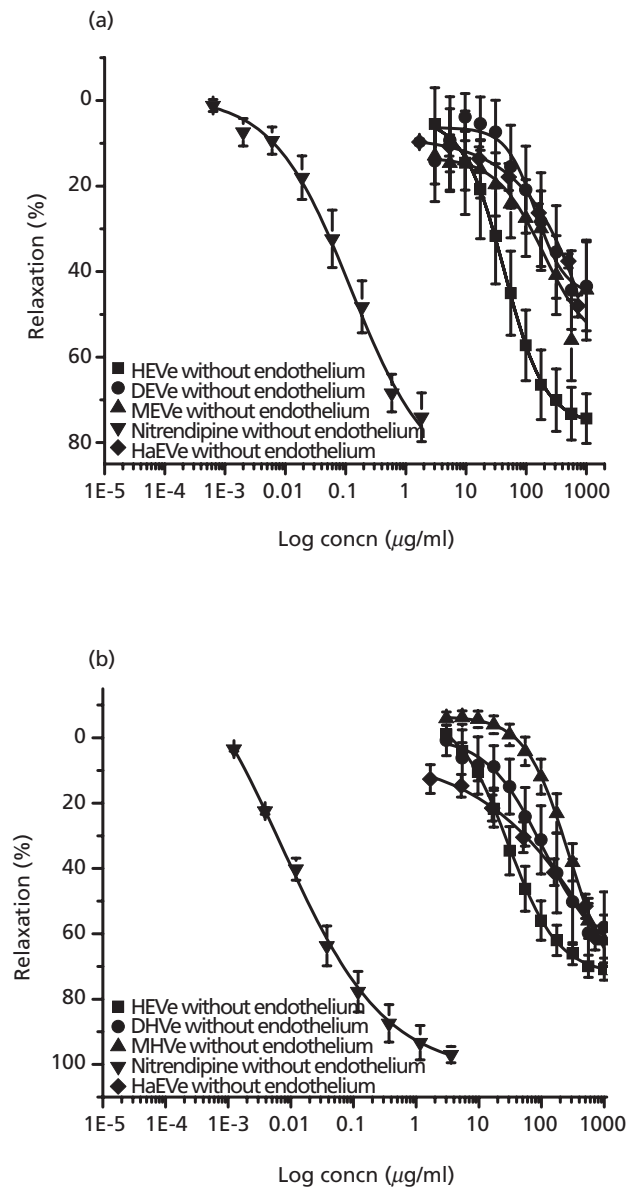 (a)
0
20
40
60
80
Relaxation (%)
HEVe without endothelium
DEVe without endothelium
MEVe without endothelium
Nitrendipine without endothelium
HaEVe without endothelium
1E-5 1E-4 1E-3 0.01 0.1 1 10 100 1000
Log concn (μg/ml)
(b)
0
20
40
60
80
100
Relaxation (%)
HEVe without endothelium
DHVe without endothelium
MHVe without endothelium
Nitrendipine without endothelium
HaEVe without endothelium
1E-5 1E-4 1E-3 0.01 0.1 1 10 100 1000
Log concn (μg/ml)